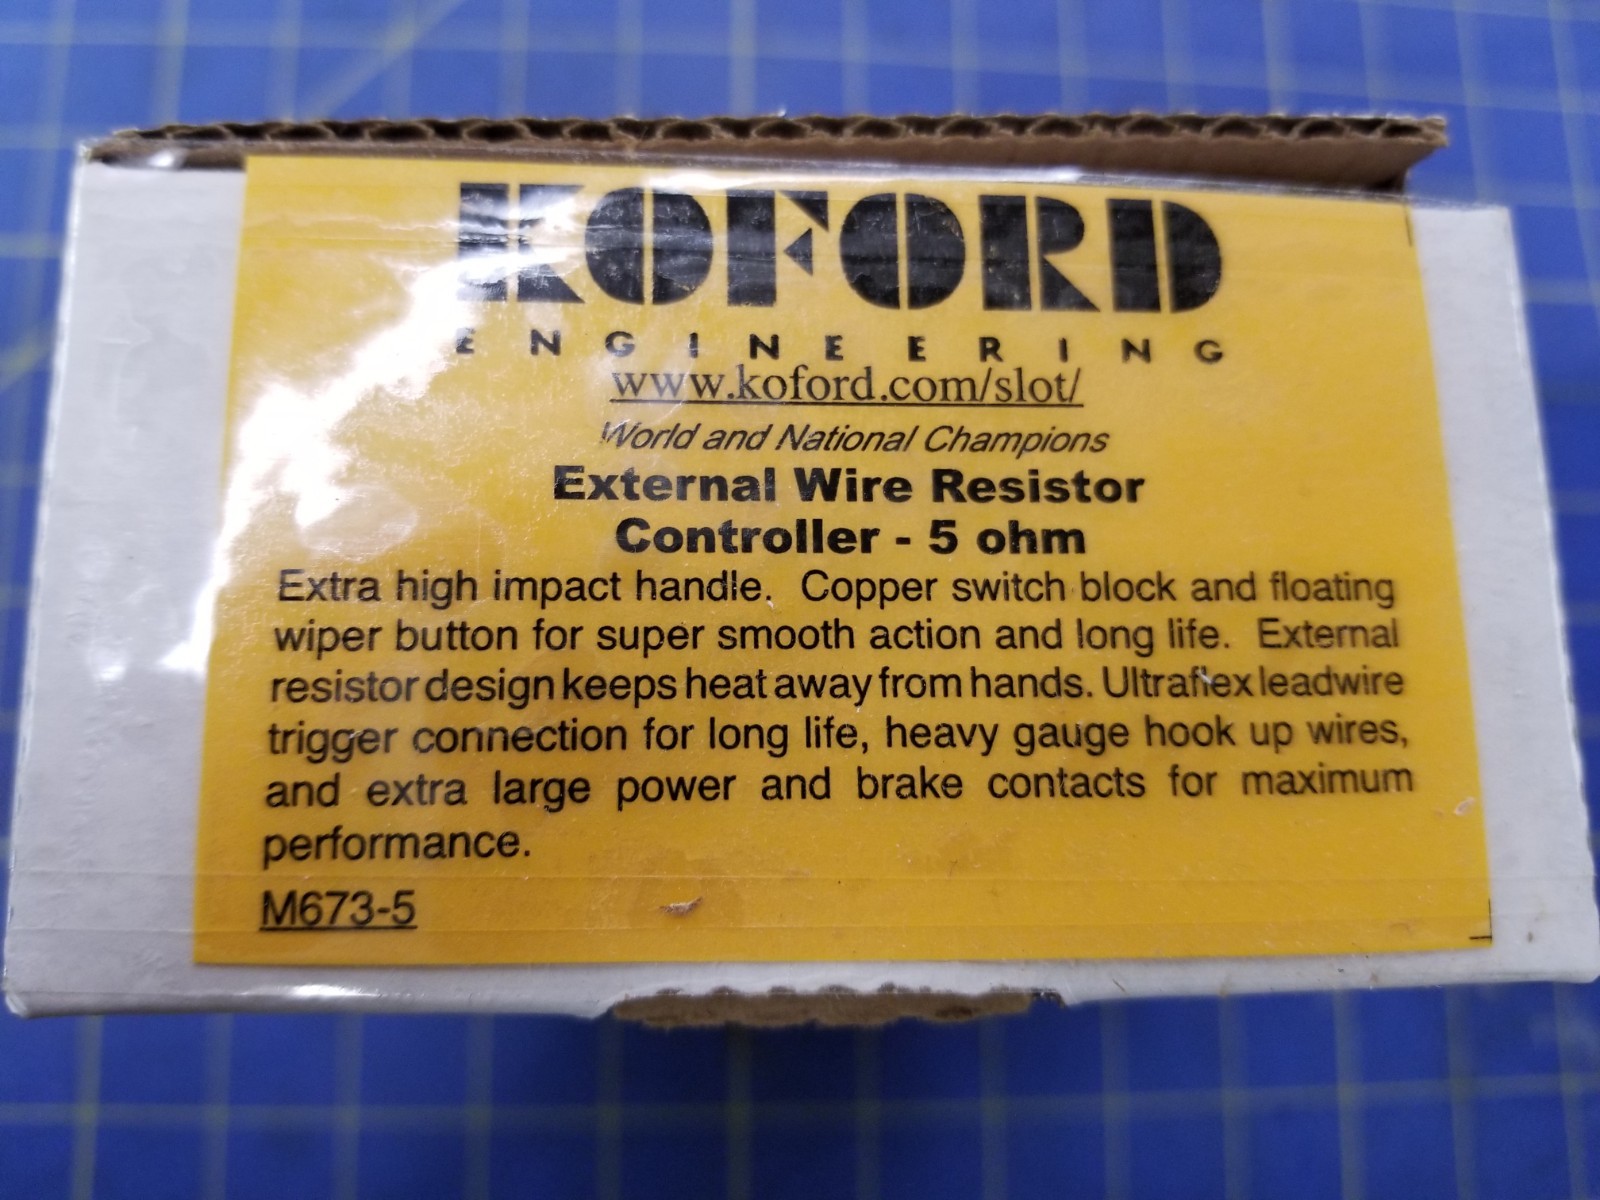 KOFORD
ENGINEERING
www.koford.com/slot/
World and National Champions
External Wire Resistor
Controller - 5 ohm
Extra high impact handle. Copper switch block and floating
wiper button for super smooth action and long life. External
resistor design keeps heat away from hands. Ultraflex leadwire
trigger connection for long life, heavy gauge hook up wires,
and extra large power and brake contacts for maximum
performance.
M673-5